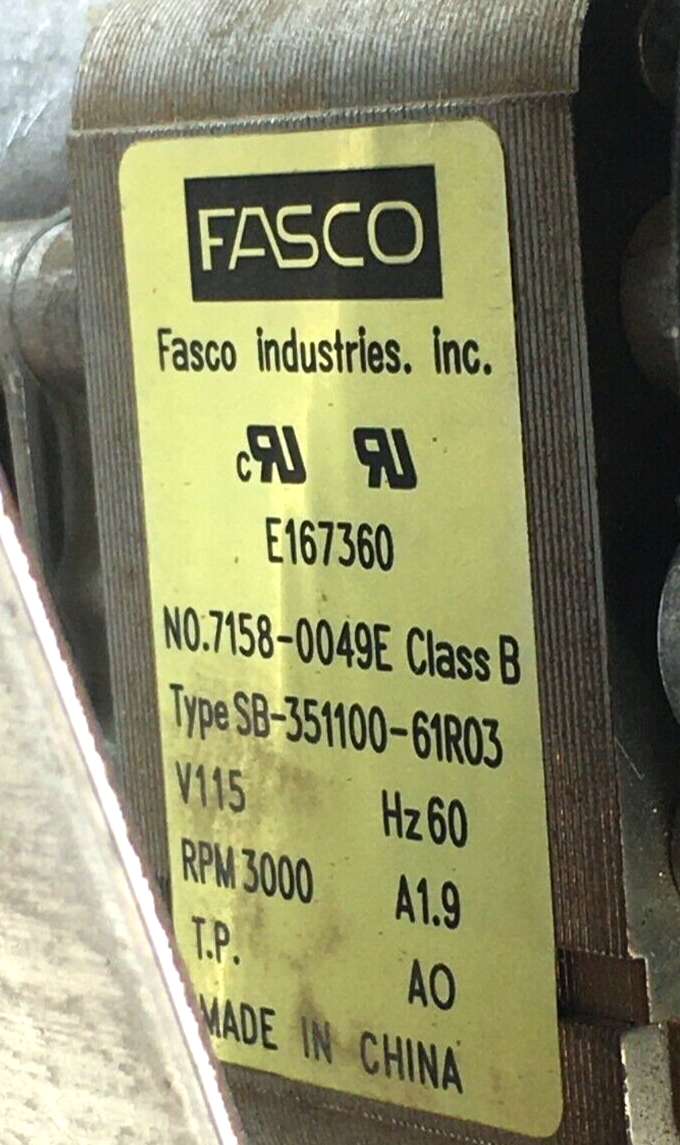 FASCO
Fasco industries. inc.
E167360
NO.7158-0049E Class B
Type SB-351100-61R03
V115 Hz 60
RPM 3000 A1.9
T.P. AO
MADE IN CHINA